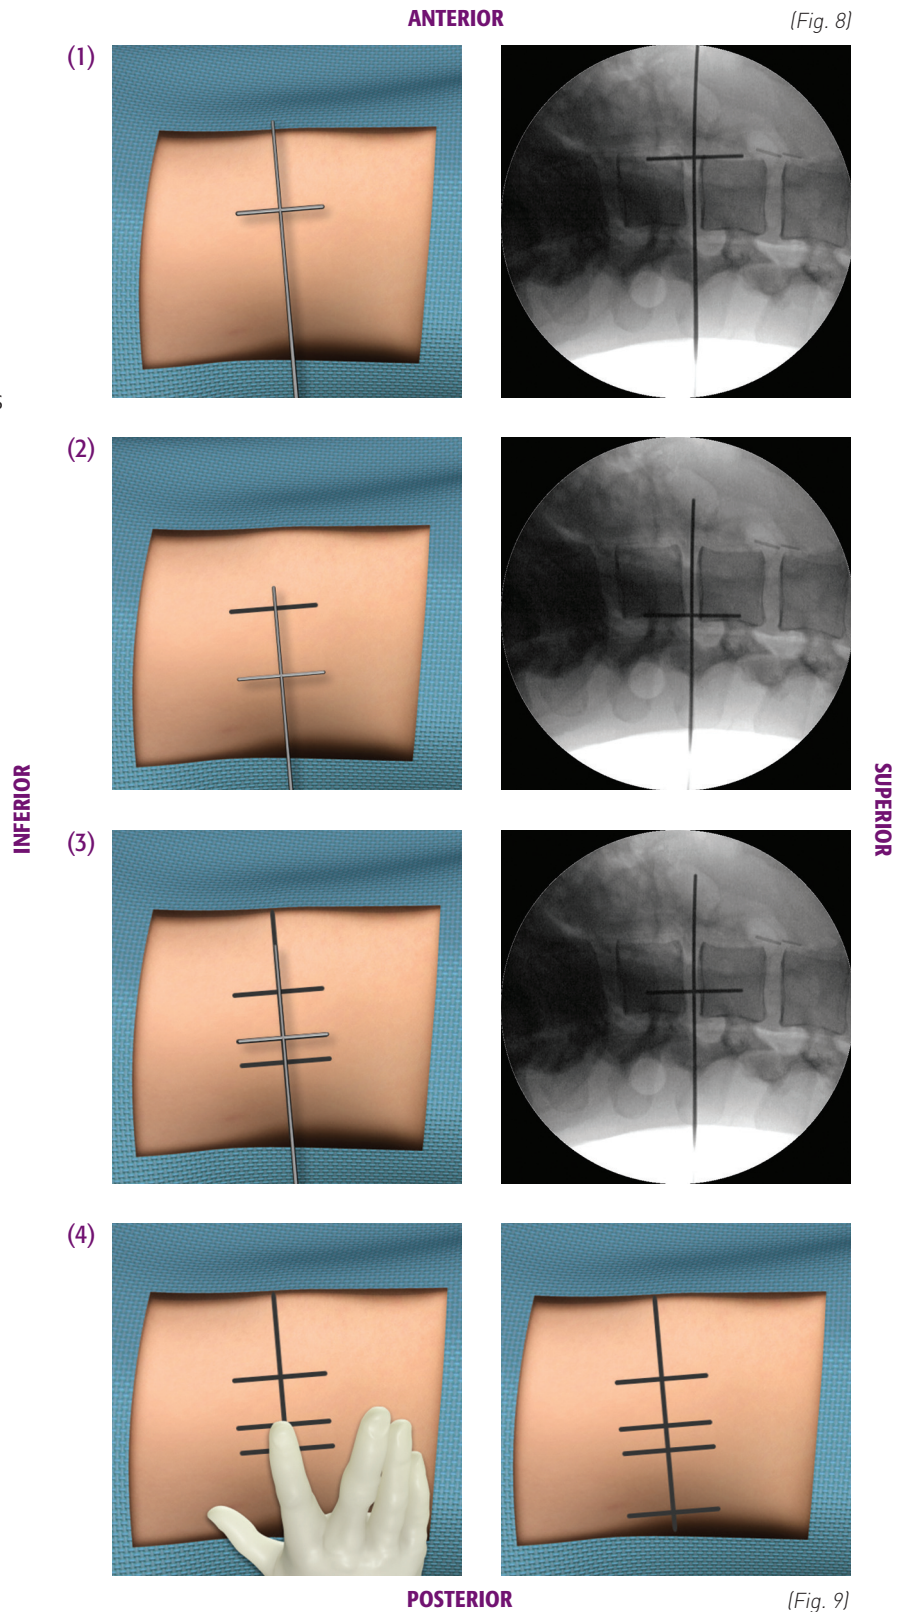 ANTERIOR
(Fig. 8)
(1)
(2)
INFERIOR
SUPERIOR
(3)
(4)
POSTERIOR
(Fig. 9)